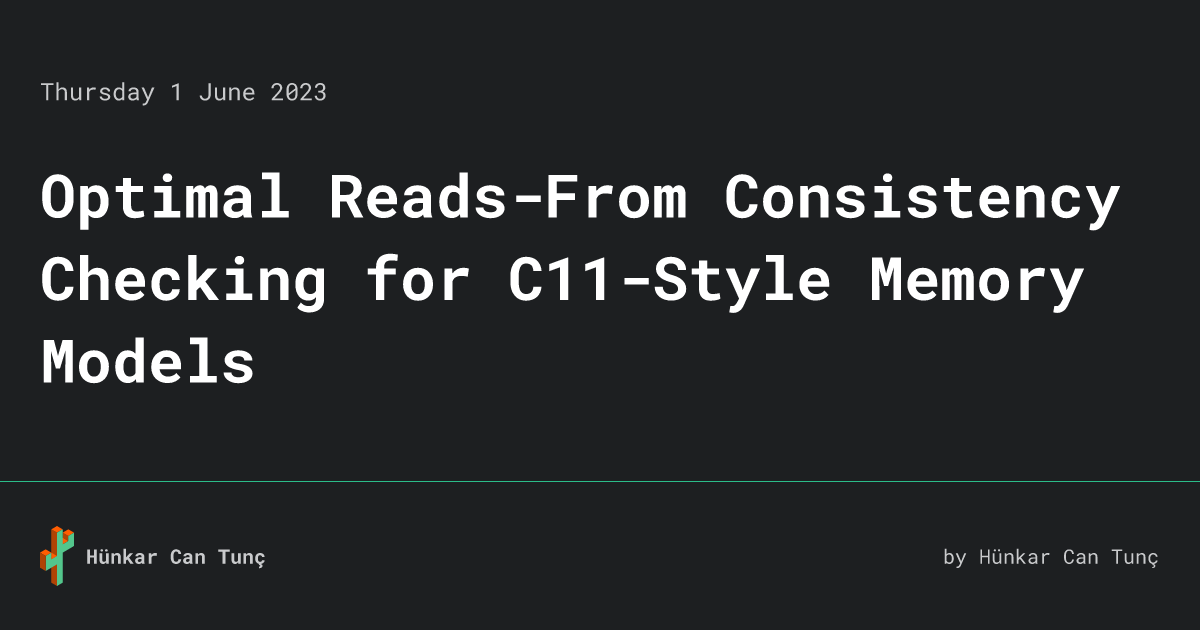 Thursday 1 June 2023
Optimal Reads-From Consistency
Checking for C11-Style Memory
Models
Hünkar Can Tunç
by Hünkar Can Tunç